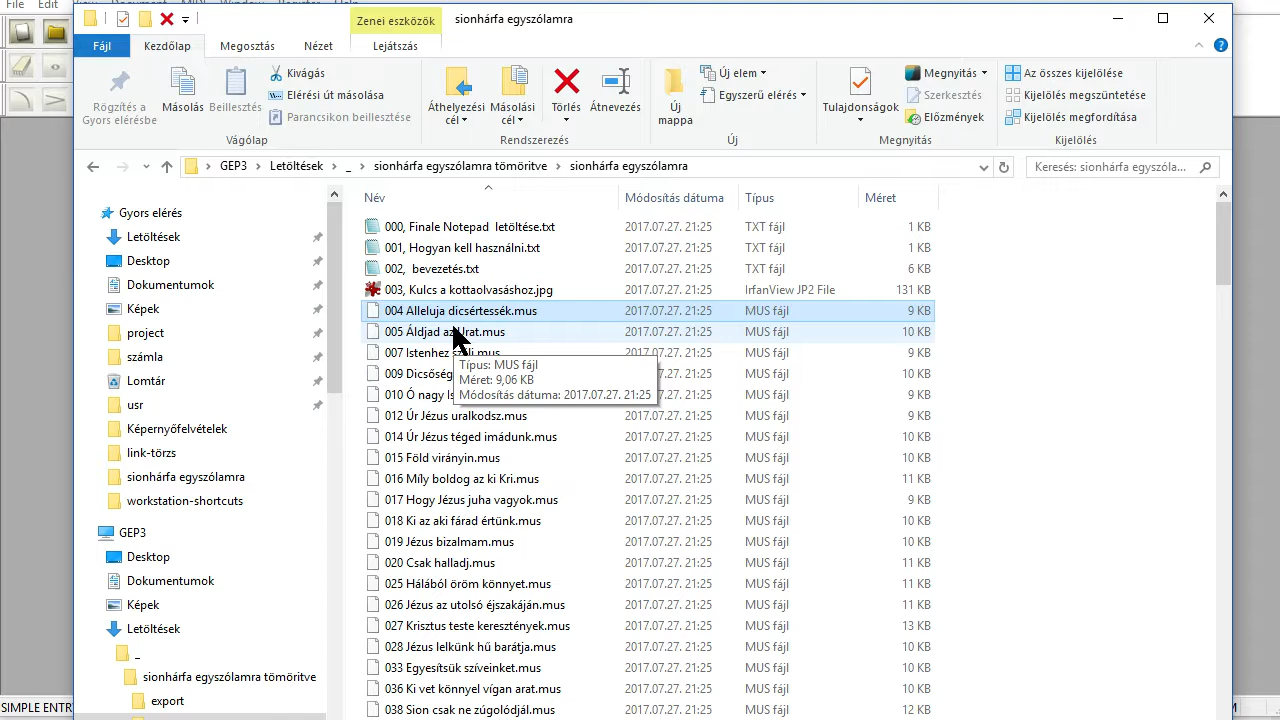 File Edit
Help
Zenei eszközök
sionhárfa egyszólamra
Fájl Kezdőlap Megosztás Nézet Lejátszás
Rögzítés a Gyors elérésbe
Másolás
Beillesztés
Kivágás
Elérési út másolása
Parancsikon beillesztése
Vágólap
Áthelyezési cél
Másolási cél
Törlés
Átnevezés
Rendszerezés
Új mappa
Új elem
Egyszerű elérés
Új
Tulajdonságok
Megnyitás
Szerkesztés
Előzmények
Megnyitás
Az összes kijelölése
Kijelölés megszüntetése
Kijelölés megfordítása
Kijelölés
GEP3 > Letöltések > _ > sionhárfa egyszólamra tömöritve > sionhárfa egyszólamra
Keresés: sionhárfa egyszóla...
Gyors elérés
Letöltések
Desktop
Dokumentumok
Képek
project
számla
Lomtár
usr
Képernyőfelvételek
link-törzs
sionhárfa egyszólamra
workstation-shortcuts
GEP3
Desktop
Dokumentumok
Képek
Letöltések
_
sionhárfa egyszólamra tömöritve
export
Név Módosítás dátuma Típus Méret
000, Finale Notepad letöltése.txt 2017.07.27. 21:25 TXT fájl 1 KB
001, Hogyan kell használni.txt 2017.07.27. 21:25 TXT fájl 1 KB
002, bevezetés.txt 2017.07.27. 21:25 TXT fájl 6 KB
003, Kulcs a kottaolvasáshoz.jpg 2017.07.27. 21:25 IrfanView JP2 File 131 KB
004 Alleluja dicsértessék.mus 2017.07.27. 21:25 MUS fájl 9 KB
005 Áldjad az Urat.mus 2017.07.27. 21:25 MUS fájl 10 KB
007 Istenhez 2017.07.27. 21:25 MUS fájl 9 KB
009 Dicsőség MUS fájl 10 KB
010 Ó nagy MUS fájl 9 KB
Típus: MUS fájl
Méret: 9,06 KB
Módosítás dátuma: 2017.07.27. 21:25
012 Úr Jézus uralkodsz.mus 2017.07.27. 21:25 MUS fájl 9 KB
014 Úr Jézus téged imádunk.mus 2017.07.27. 21:25 MUS fájl 10 KB
015 Föld virányin.mus 2017.07.27. 21:25 MUS fájl 10 KB
016 Míly boldog az ki Kri.mus 2017.07.27. 21:25 MUS fájl 11 KB
017 Hogy Jézus juha vagyok.mus 2017.07.27. 21:25 MUS fájl 9 KB
018 Ki az aki fárad értünk.mus 2017.07.27. 21:25 MUS fájl 10 KB
019 Jézus bizalmam.mus 2017.07.27. 21:25 MUS fájl 10 KB
020 Csak halladj.mus 2017.07.27. 21:25 MUS fájl 11 KB
025 Hálából öröm könnyet.mus 2017.07.27. 21:25 MUS fájl 11 KB
026 Jézus az utolsó éjszakáján.mus 2017.07.27. 21:25 MUS fájl 11 KB
027 Krisztus teste keresztények.mus 2017.07.27. 21:25 MUS fájl 13 KB
028 Jézus lelkünk hű barátja.mus 2017.07.27. 21:25 MUS fájl 10 KB
033 Egyesítsük szíveinket.mus 2017.07.27. 21:25 MUS fájl 10 KB
036 Ki vet könnyel vígan arat.mus 2017.07.27. 21:25 MUS fájl 10 KB
038 Sion csak ne zúgolódjál.mus 2017.07.27. 21:25 MUS fájl 12 KB
SIMPLE ENTRY